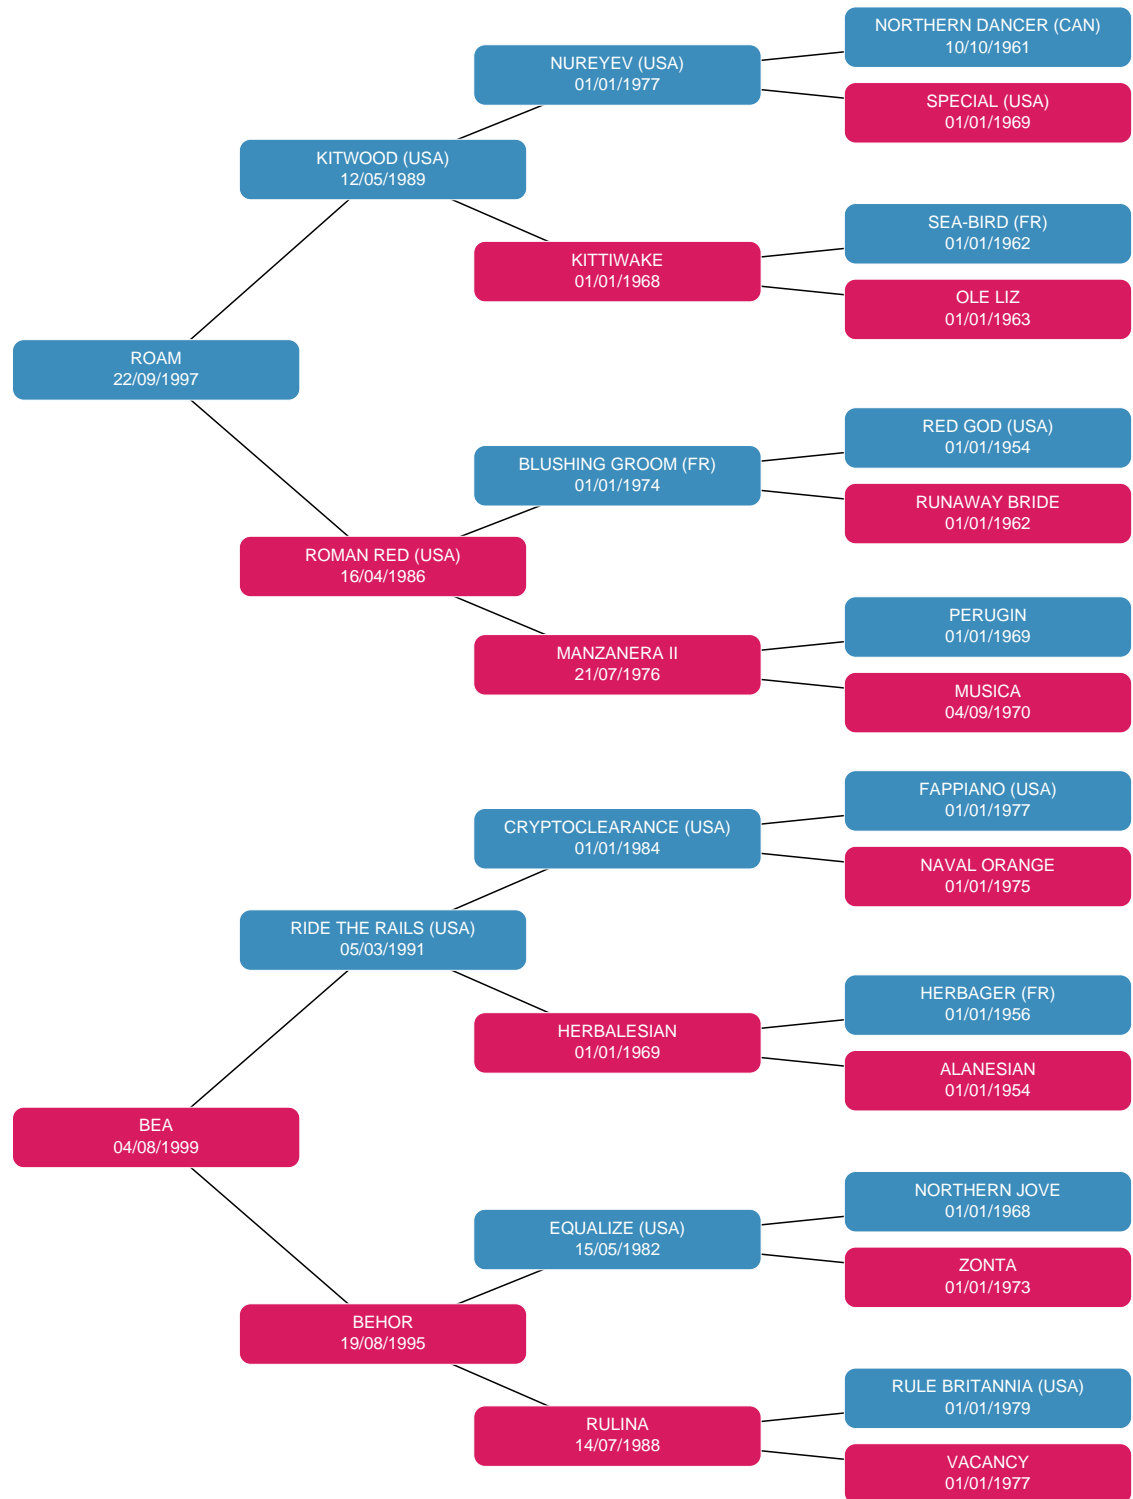 NORTHERN DANCER (CAN)
10/10/1961
NUREYEV (USA)
01/01/1977
SPECIAL (USA)
01/01/1969
KITWOOD (USA)
12/05/1989
SEA-BIRD (FR)
01/01/1962
KITTIWAKE
01/01/1968
OLE LIZ
01/01/1963
ROAM
22/09/1997
RED GOD (USA)
01/01/1954
BLUSHING GROOM (FR)
01/01/1974
RUNAWAY BRIDE
01/01/1962
ROMAN RED (USA)
16/04/1986
PERUGIN
01/01/1969
MANZANERA II
21/07/1976
MUSICA
04/09/1970
FAPPIANO (USA)
01/01/1977
CRYPTOCLEARANCE (USA)
01/01/1984
NAVAL ORANGE
01/01/1975
RIDE THE RAILS (USA)
05/03/1991
HERBAGER (FR)
01/01/1956
HERBALESIAN
01/01/1969
ALANESIAN
01/01/1954
BEA
04/08/1999
NORTHERN JOVE
01/01/1968
EQUALIZE (USA)
15/05/1982
ZONTA
01/01/1973
BEHOR
19/08/1995
RULE BRITANNIA (USA)
01/01/1979
RULINA
14/07/1988
VACANCY
01/01/1977